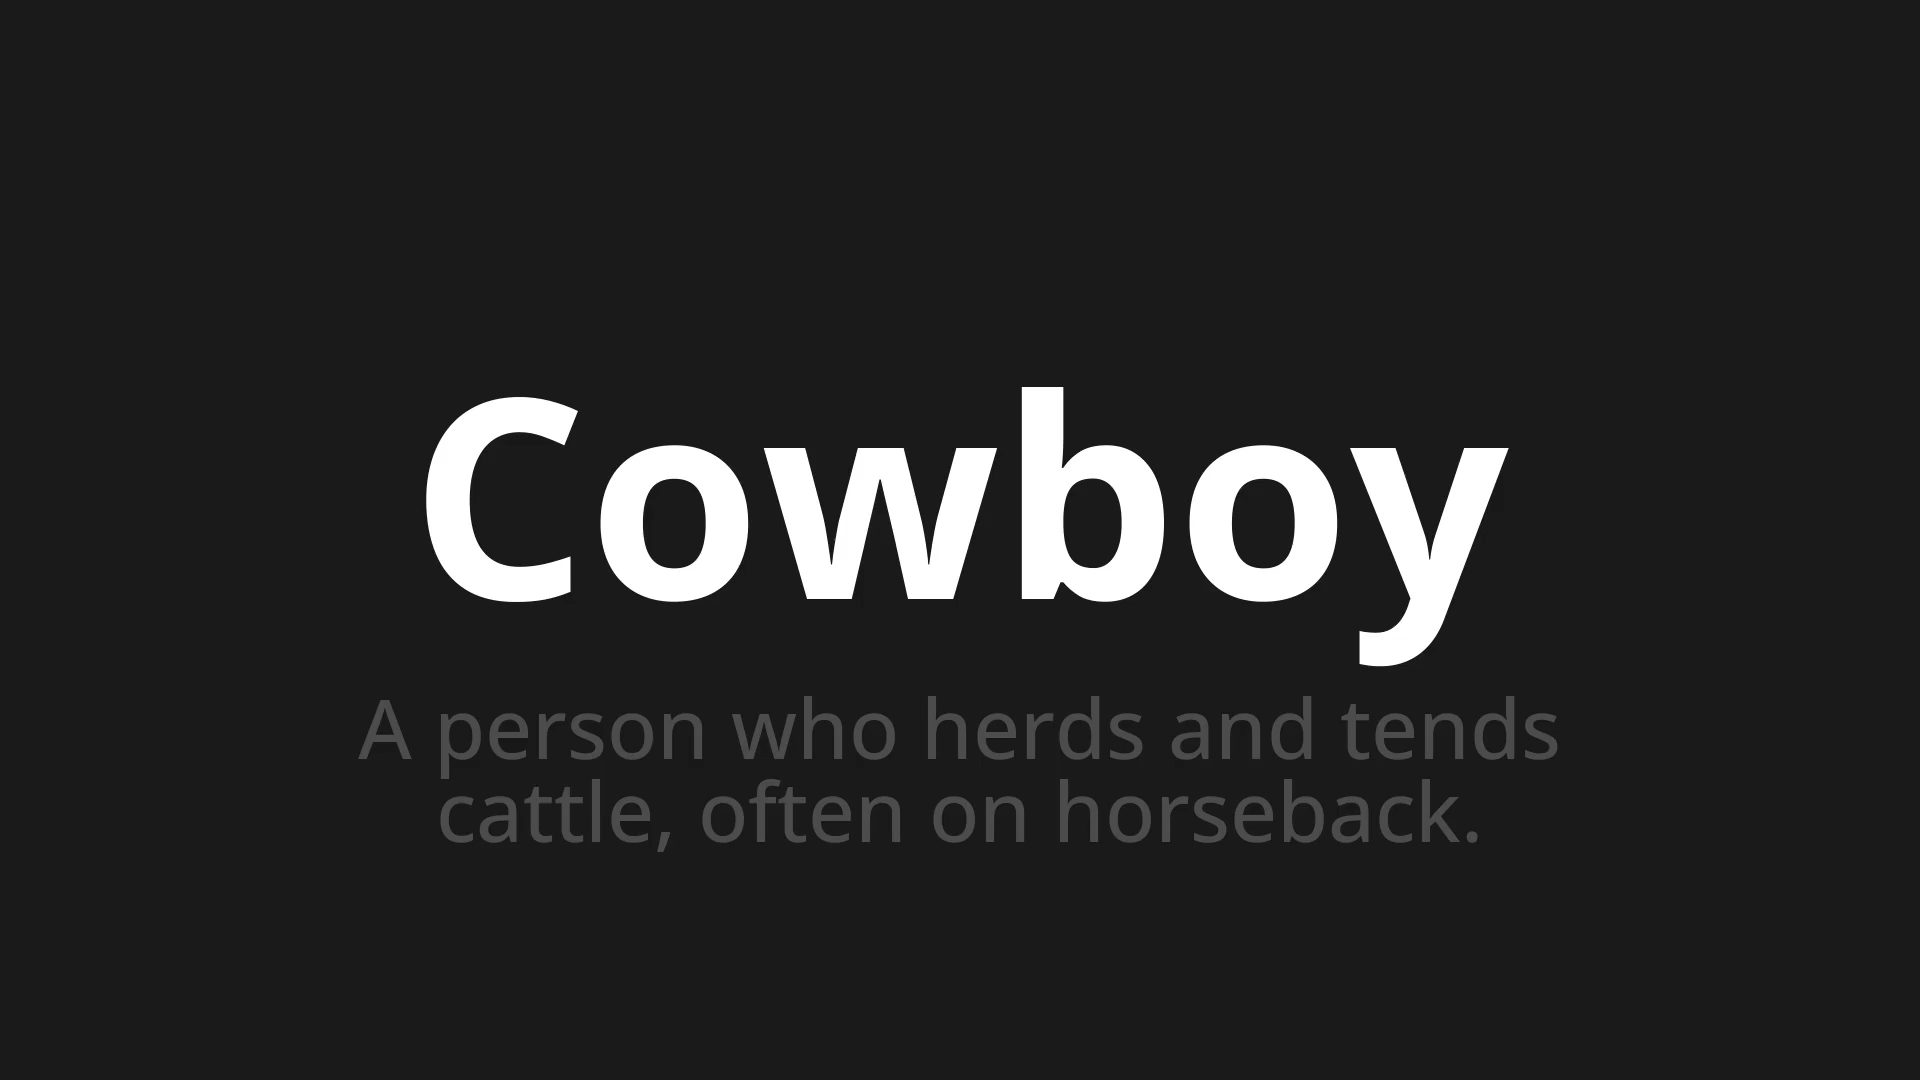 Cowboy
A person who herds and tends
cattle, often on horseback.